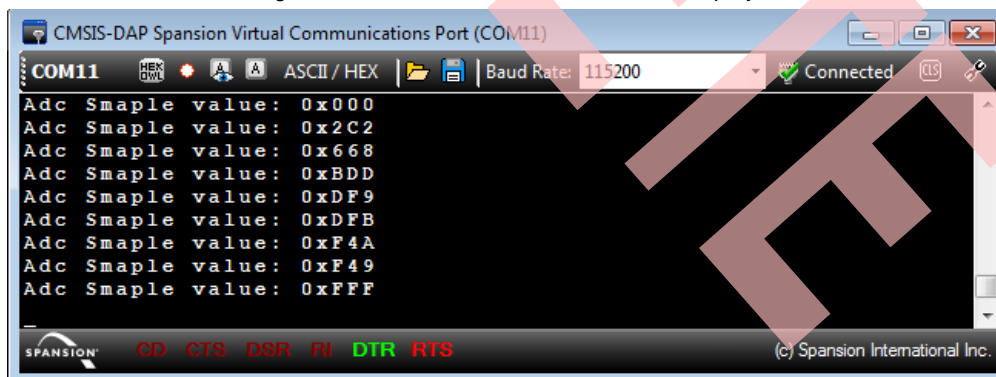 CMSIS-DAP Spansion Virtual Communications Port (COM11)
COM11 HEX OWL A A ASCII / HEX Baud Rate: 115200 Connected CLS
Adc Smaple value: 0x000
Adc Smaple value: 0x2C2
Adc Smaple value: 0x668
Adc Smaple value: 0xBDD
Adc Smaple value: 0xDF9
Adc Smaple value: 0xDFB
Adc Smaple value: 0xF4A
Adc Smaple value: 0xF49
Adc Smaple value: 0xFFF
_
SPANSION CD CTS DSR RI DTR RTS (c) Spansion International Inc.